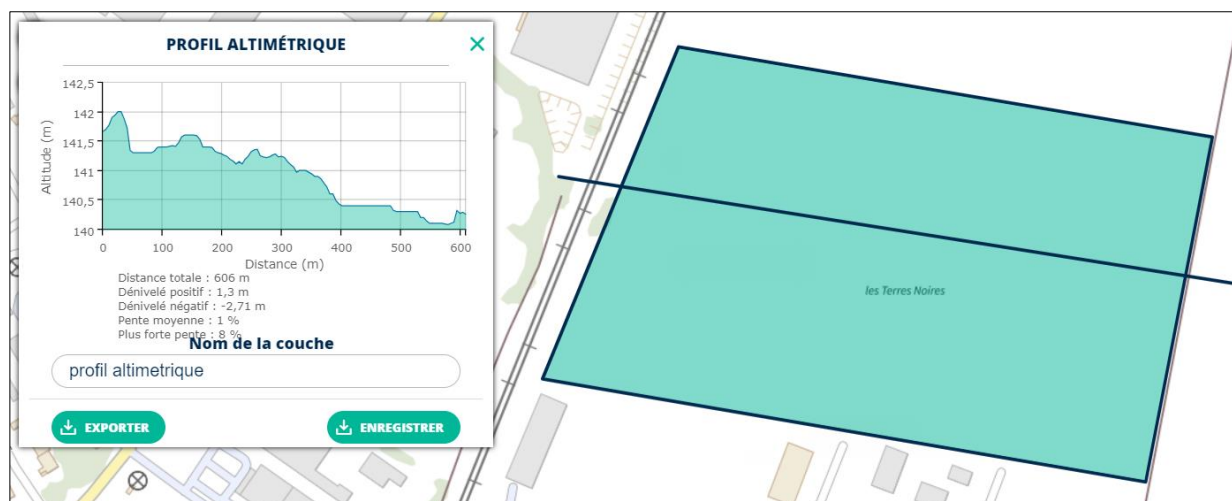 PROFIL ALTIMÉTRIQUE
142,5
142
141,5
141
140,5
140
Altitude (m)
0 100 200 300 400 500 600
Distance (m)
Distance totale : 606 m
Dénivelé positif : 1,3 m
Dénivelé négatif : -2,71 m
Pente moyenne : 1 %
Plus forte pente : 8 %
Nom de la couche
profil altimetrique
EXPORTER
ENREGISTRER
les Terres Noires